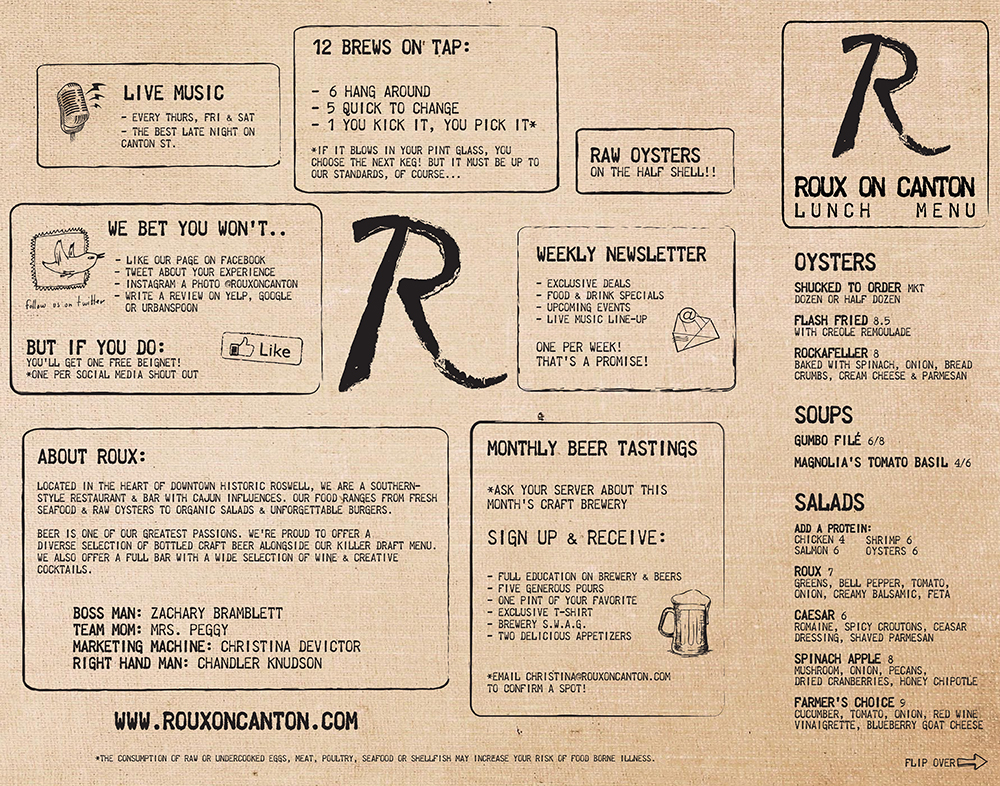 LIVE MUSIC
- EVERY THURS, FRI & SAT
- THE BEST LATE NIGHT ON
CANTON ST.
12 BREWS ON TAP:
- 6 HANG AROUND
- 5 QUICK TO CHANGE
- 1 YOU KICK IT, YOU PICK IT*
*IF IT BLOWS IN YOUR PINT GLASS, YOU
CHOOSE THE NEXT KEG! BUT IT MUST BE UP TO
OUR STANDARDS, OF COURSE...
RAW OYSTERS
ON THE HALF SHELL!!
WE BET YOU WON'T..
- LIKE OUR PAGE ON FACEBOOK
- TWEET ABOUT YOUR EXPERIENCE
- INSTAGRAM A PHOTO @ROUXONCANTON
- WRITE A REVIEW ON YELP, GOOGLE
OR URBANSPOON
follow us on twitter
BUT IF YOU DO:
YOU'LL GET ONE FREE BEIGNET!
*ONE PER SOCIAL MEDIA SHOUT OUT
Like
R
WEEKLY NEWSLETTER
- EXCLUSIVE DEALS
- FOOD & DRINK SPECIALS
- UPCOMING EVENTS
- LIVE MUSIC LINE-UP
@
ONE PER WEEK!
THAT'S A PROMISE!
ABOUT ROUX:
LOCATED IN THE HEART OF DOWNTOWN HISTORIC ROSWELL, WE ARE A SOUTHERN-
STYLE RESTAURANT & BAR WITH CAJUN INFLUENCES. OUR FOOD RANGES FROM FRESH
SEAFOOD & RAW OYSTERS TO ORGANIC SALADS & UNFORGETTABLE BURGERS.
BEER IS ONE OF OUR GREATEST PASSIONS. WE'RE PROUD TO OFFER A
DIVERSE SELECTION OF BOTTLED CRAFT BEER ALONGSIDE OUR KILLER DRAFT MENU.
WE ALSO OFFER A FULL BAR WITH A WIDE SELECTION OF WINE & CREATIVE
COCKTAILS.
BOSS MAN: ZACHARY BRAMBLETT
TEAM MOM: MRS. PEGGY
MARKETING MACHINE: CHRISTINA DEVICTOR
RIGHT HAND MAN: CHANDLER KNUDSON
WWW.ROUXONCANTON.COM
MONTHLY BEER TASTINGS
*ASK YOUR SERVER ABOUT THIS
MONTH'S CRAFT BREWERY
SIGN UP & RECEIVE:
- FULL EDUCATION ON BREWERY & BEERS
- FIVE GENEROUS POURS
- ONE PINT OF YOUR FAVORITE
- EXCLUSIVE T-SHIRT
- BREWERY S.W.A.G.
- TWO DELICIOUS APPETIZERS
*EMAIL CHRISTINA@ROUXONCANTON.COM
TO CONFIRM A SPOT!
*THE CONSUMPTION OF RAW OR UNDERCOOKED EGGS, MEAT, POULTRY, SEAFOOD OR SHELLFISH MAY INCREASE YOUR RISK OF FOOD BORNE ILLNESS.
R
ROUX ON CANTON
LUNCH MENU
OYSTERS
SHUCKED TO ORDER MKT
DOZEN OR HALF DOZEN
FLASH FRIED 8.5
WITH CREOLE REMOULADE
ROCKAFELLER 8
BAKED WITH SPINACH, ONION, BREAD
CRUMBS, CREAM CHEESE & PARMESAN
SOUPS
GUMBO FILÉ 6/8
MAGNOLIA'S TOMATO BASIL 4/6
SALADS
ADD A PROTEIN:
CHICKEN 4 SHRIMP 6
SALMON 6 OYSTERS 6
ROUX 7
GREENS, BELL PEPPER, TOMATO,
ONION, CREAMY BALSAMIC, FETA
CAESAR 6
ROMAINE, SPICY CROUTONS, CEASAR
DRESSING, SHAVED PARMESAN
SPINACH APPLE 8
MUSHROOM, ONION, PECANS,
DRIED CRANBERRIES, HONEY CHIPOTLE
FARMER'S CHOICE 9
CUCUMBER, TOMATO, ONION, RED WINE
VINAIGRETTE, BLUEBERRY GOAT CHEESE
FLIP OVER